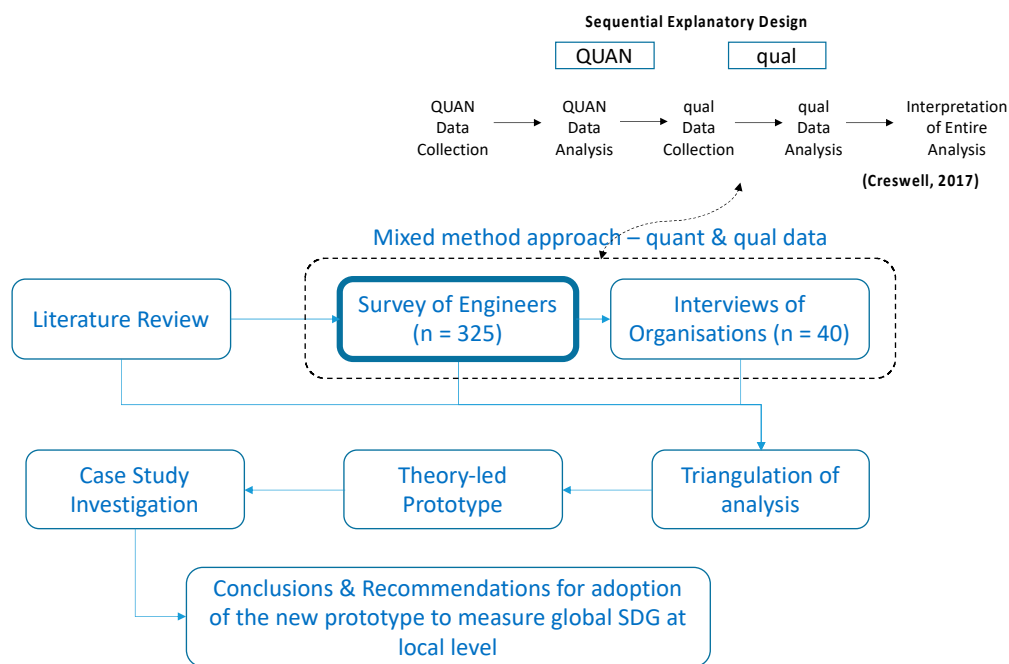 Sequential Explanatory Design
QUAN
qual
QUAN
Data
Collection
QUAN
Data
Analysis
qual
Data
Collection
qual
Data
Analysis
Interpretation
of Entire
Analysis
(Creswell, 2017)
Mixed method approach – quant & qual data
Literature Review
Survey of Engineers
(n = 325)
Interviews of
Organisations (n = 40)
Case Study
Investigation
Theory-led
Prototype
Triangulation of
analysis
Conclusions & Recommendations for adoption
of the new prototype to measure global SDG at
local level